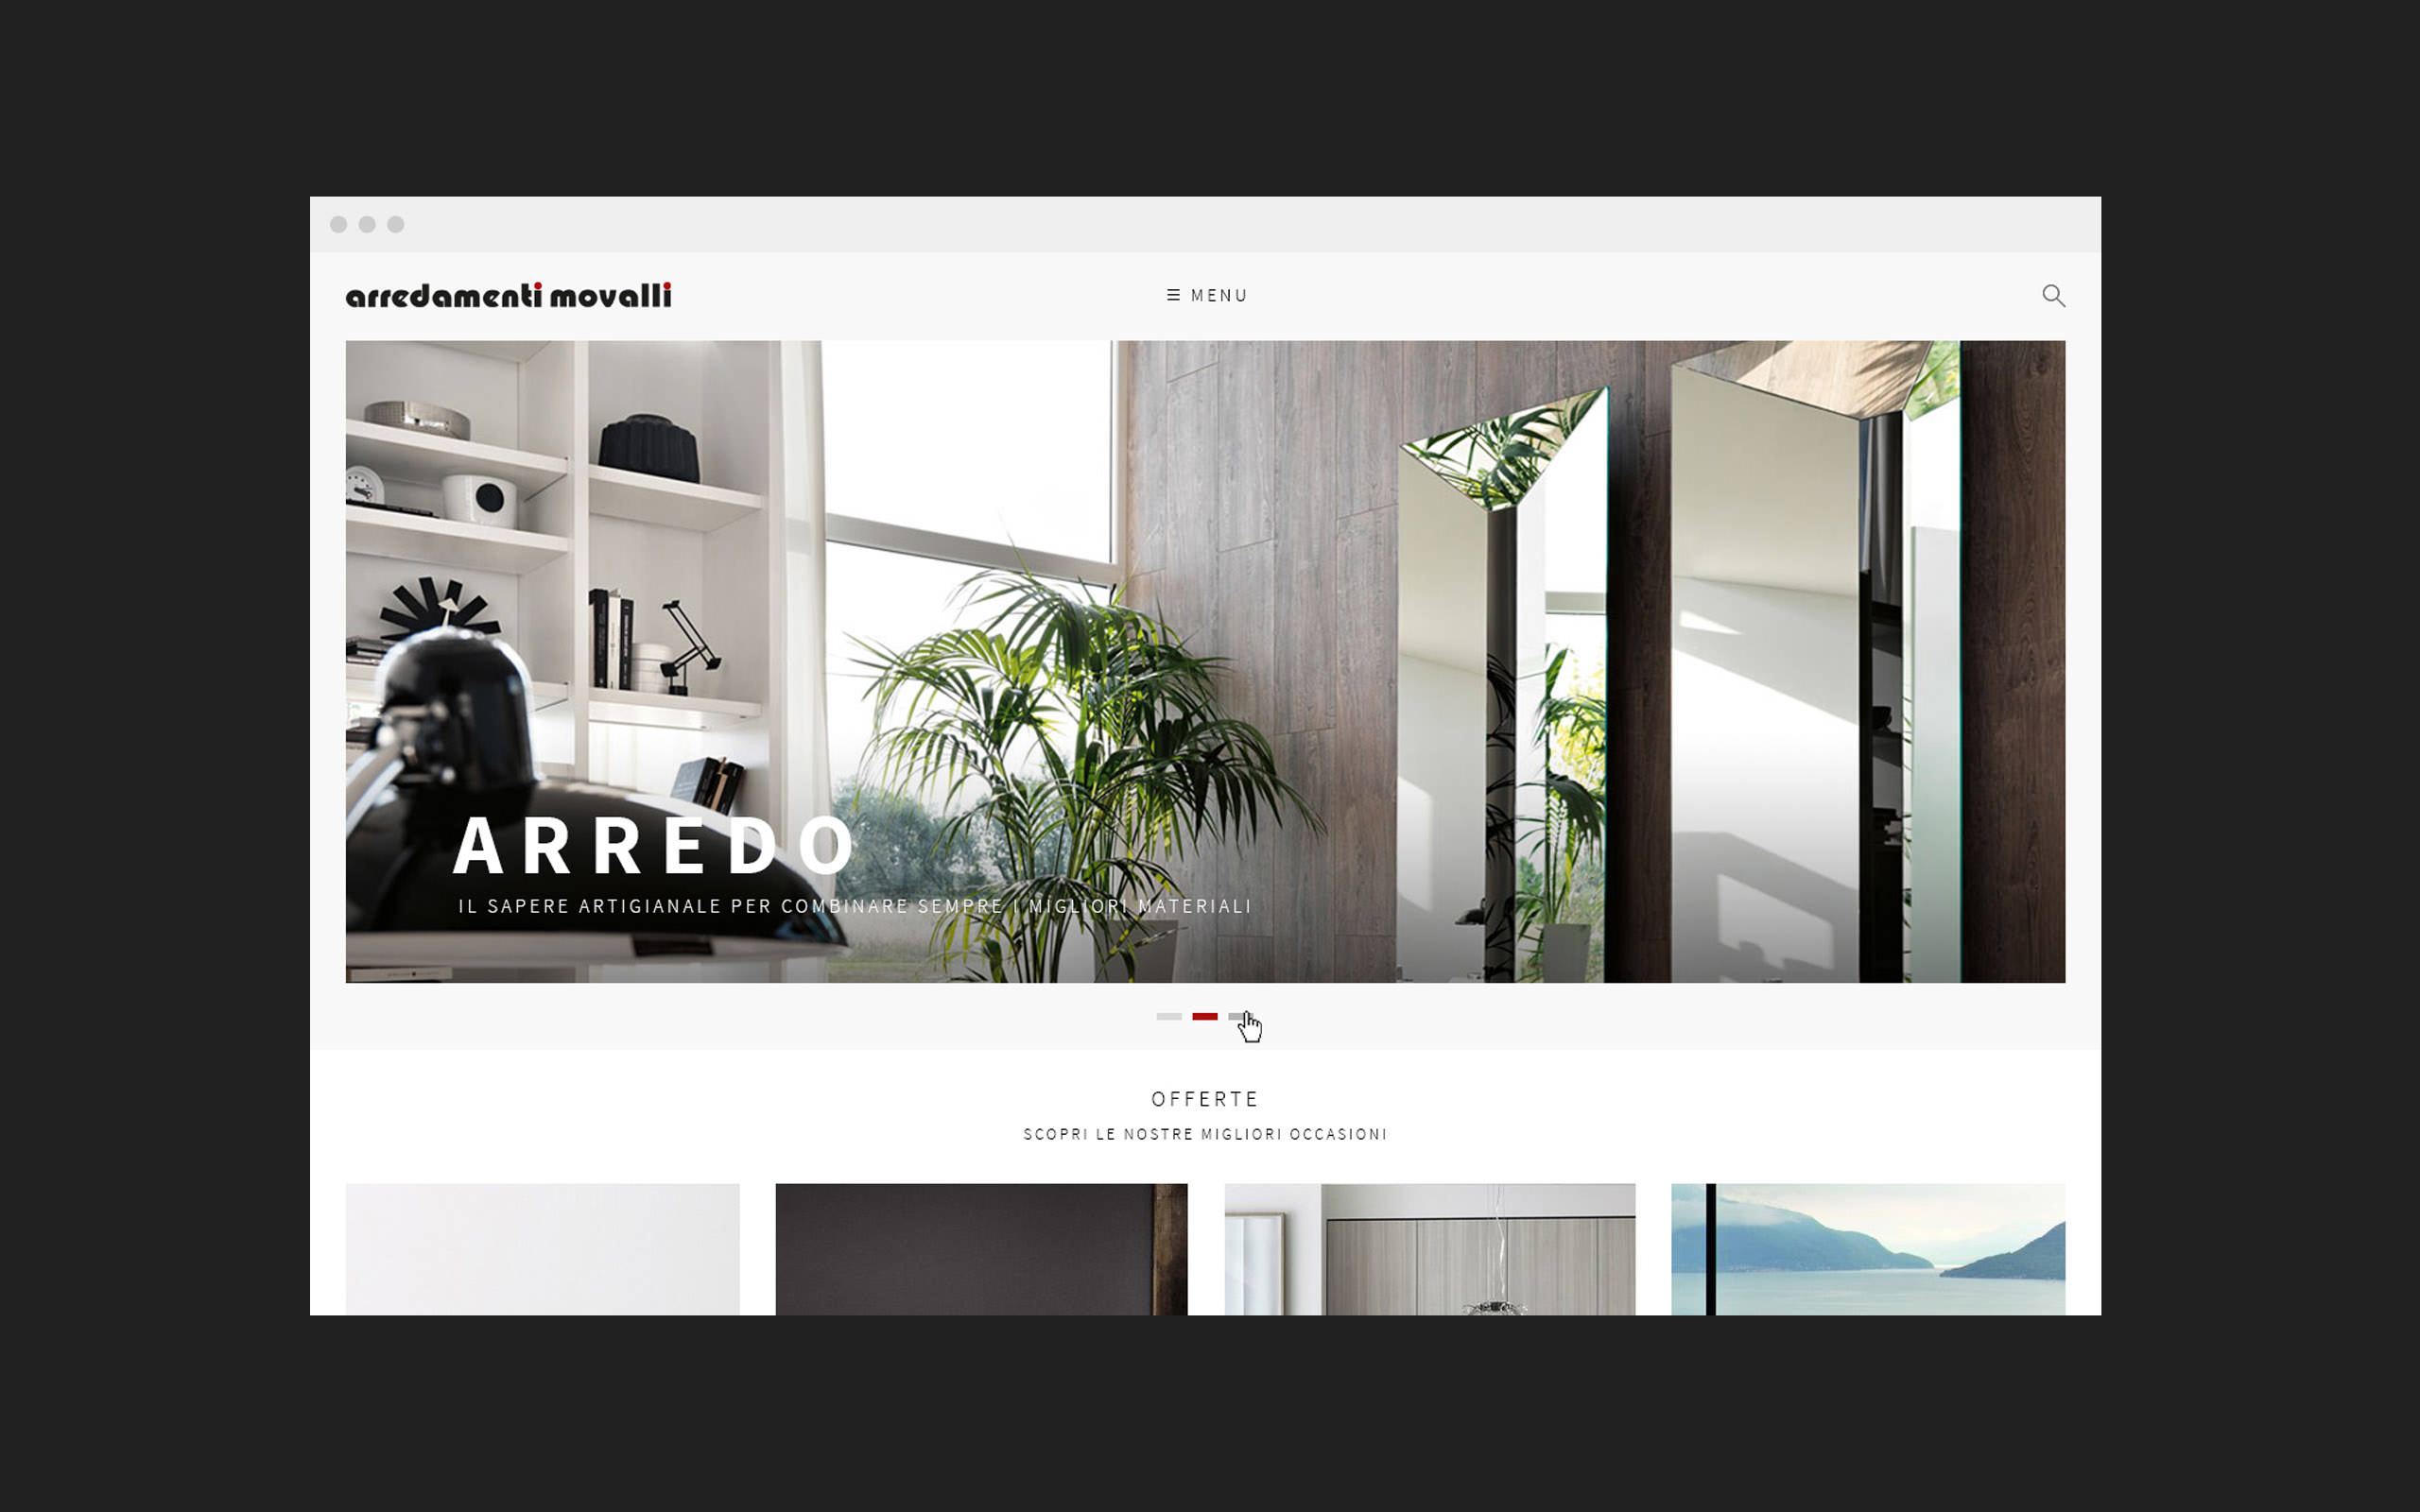 arredamenti movalli
☰ MENU
ARREDO
IL SAPERE ARTIGIANALE PER COMBINARE SEMPRE I MIGLIORI MATERIALI
OFFERTE
SCOPRI LE NOSTRE MIGLIORI OCCASIONI